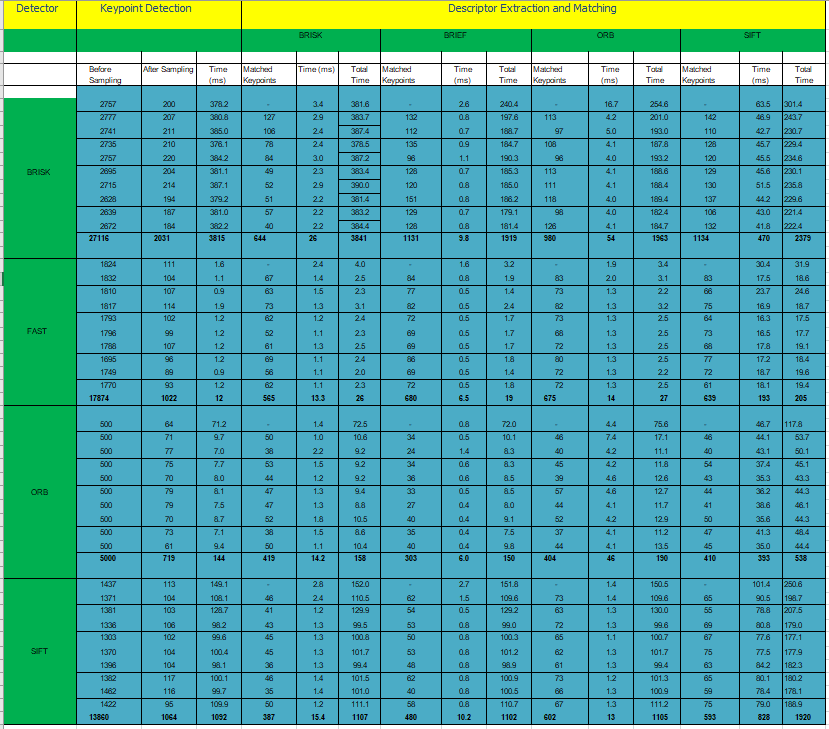 Detector Keypoint Detection Descriptor Extraction and Matching
BRISK BRIEF ORB SIFT
Before Sampling After Sampling Time (ms) Matched Keypoints Time (ms) Total Time Matched Keypoints Time (ms) Total Time Matched Keypoints Time (ms) Total Time Matched Keypoints Time (ms) Total Time
BRISK
2757 200 378.2 - 3.4 381.6 - 2.6 240.4 - 16.7 254.6 - 63.5 301.4
2777 207 380.8 127 2.9 383.7 132 0.8 197.6 113 4.2 201.0 142 46.9 243.7
2741 211 385.0 106 2.4 387.4 112 0.7 188.7 97 5.0 193.0 110 42.7 230.7
2735 210 376.1 78 2.4 378.5 135 0.9 184.7 108 4.1 187.8 128 45.7 229.4
2757 220 384.2 84 3.0 387.2 96 1.1 190.3 96 4.0 193.2 120 45.5 234.6
2695 204 381.1 49 2.3 383.4 128 0.7 185.3 113 4.1 188.6 129 45.6 230.1
2715 214 387.1 52 2.9 390.0 120 0.8 185.0 111 4.1 188.4 130 51.5 235.8
2628 194 379.2 51 2.2 381.4 151 0.8 186.2 118 4.0 189.4 137 44.2 229.6
2639 187 381.0 57 2.2 383.2 129 0.7 179.1 98 4.0 182.4 106 43.0 221.4
2672 184 382.2 40 2.2 384.4 128 0.8 181.4 126 4.1 184.7 132 41.8 222.4
27116 2031 3815 644 26 3841 1131 9.8 1919 980 54 1963 1134 470 2379
FAST
1824 111 1.6 - 2.4 4.0 - 1.6 3.2 - 1.9 3.4 - 30.4 31.9
1832 104 1.1 67 1.4 2.5 84 0.8 1.9 83 2.0 3.1 83 17.5 18.6
1810 107 0.9 63 1.5 2.3 77 0.5 1.4 73 1.3 2.2 66 23.7 24.6
1817 114 1.9 73 1.3 3.1 82 0.5 2.4 82 1.3 3.2 75 16.9 18.7
1793 102 1.2 62 1.2 2.4 72 0.5 1.7 73 1.3 2.5 64 16.3 17.5
1796 99 1.2 52 1.1 2.3 69 0.5 1.7 68 1.3 2.5 73 16.5 17.7
1788 107 1.2 61 1.3 2.5 69 0.5 1.7 72 1.3 2.5 68 17.8 19.1
1695 96 1.2 69 1.1 2.4 86 0.5 1.8 80 1.3 2.5 77 17.2 18.4
1749 89 0.9 56 1.1 2.0 69 0.5 1.4 72 1.3 2.2 72 18.7 19.6
1770 93 1.2 62 1.1 2.3 72 0.5 1.8 72 1.3 2.5 61 18.1 19.4
17874 1022 12 565 13.3 26 680 6.5 19 675 14 27 639 193 205
ORB
500 64 71.2 - 1.4 72.5 - 0.8 72.0 - 4.4 75.6 - 46.7 117.8
500 71 9.7 50 1.0 10.6 34 0.5 10.1 46 7.4 17.1 46 44.1 53.7
500 77 7.0 38 2.2 9.2 24 1.4 8.3 40 4.2 11.1 40 43.1 50.1
500 75 7.7 53 1.5 9.2 34 0.6 8.3 45 4.2 11.8 54 37.4 45.1
500 70 8.0 44 1.2 9.2 36 0.6 8.5 39 4.6 12.6 43 35.3 43.3
500 79 8.1 47 1.3 9.4 33 0.5 8.5 57 4.6 12.7 44 36.2 44.3
500 79 7.5 47 1.3 8.8 27 0.4 8.0 44 4.1 11.7 41 38.6 46.1
500 70 8.7 52 1.8 10.5 40 0.4 9.1 52 4.2 12.9 50 35.6 44.3
500 73 7.1 38 1.5 8.6 35 0.4 7.5 37 4.1 11.2 47 41.3 48.4
500 61 9.4 50 1.1 10.4 40 0.4 9.8 44 4.1 13.5 45 35.0 44.4
5000 719 144 419 14.2 158 303 6.0 150 404 46 190 410 393 538
SIFT
1437 113 149.1 - 2.8 152.0 - 2.7 151.8 - 1.4 150.5 - 101.4 250.6
1371 104 108.1 46 2.4 110.5 62 1.5 109.6 73 1.4 109.6 65 90.5 198.7
1381 103 128.7 41 1.2 129.9 54 0.5 129.2 63 1.3 130.0 55 78.8 207.5
1336 106 98.2 43 1.3 99.5 53 0.8 99.0 72 1.3 99.6 69 80.8 179.0
1303 102 99.6 45 1.3 100.8 50 0.8 100.3 65 1.1 100.7 67 77.6 177.1
1370 104 100.4 45 1.3 101.7 53 0.8 101.2 62 1.3 101.7 75 77.5 177.9
1396 104 98.1 36 1.3 99.4 48 0.8 98.9 61 1.3 99.4 63 84.2 182.3
1382 117 100.1 46 1.4 101.5 62 0.8 100.9 73 1.2 101.3 65 80.1 180.2
1462 116 99.7 35 1.4 101.0 40 0.8 100.5 66 1.3 100.9 59 78.4 178.1
1422 95 109.9 50 1.2 111.1 58 0.8 110.7 67 1.3 111.2 75 79.0 188.9
13860 1064 1092 387 15.4 1107 480 10.2 1102 602 13 1105 593 828 1920